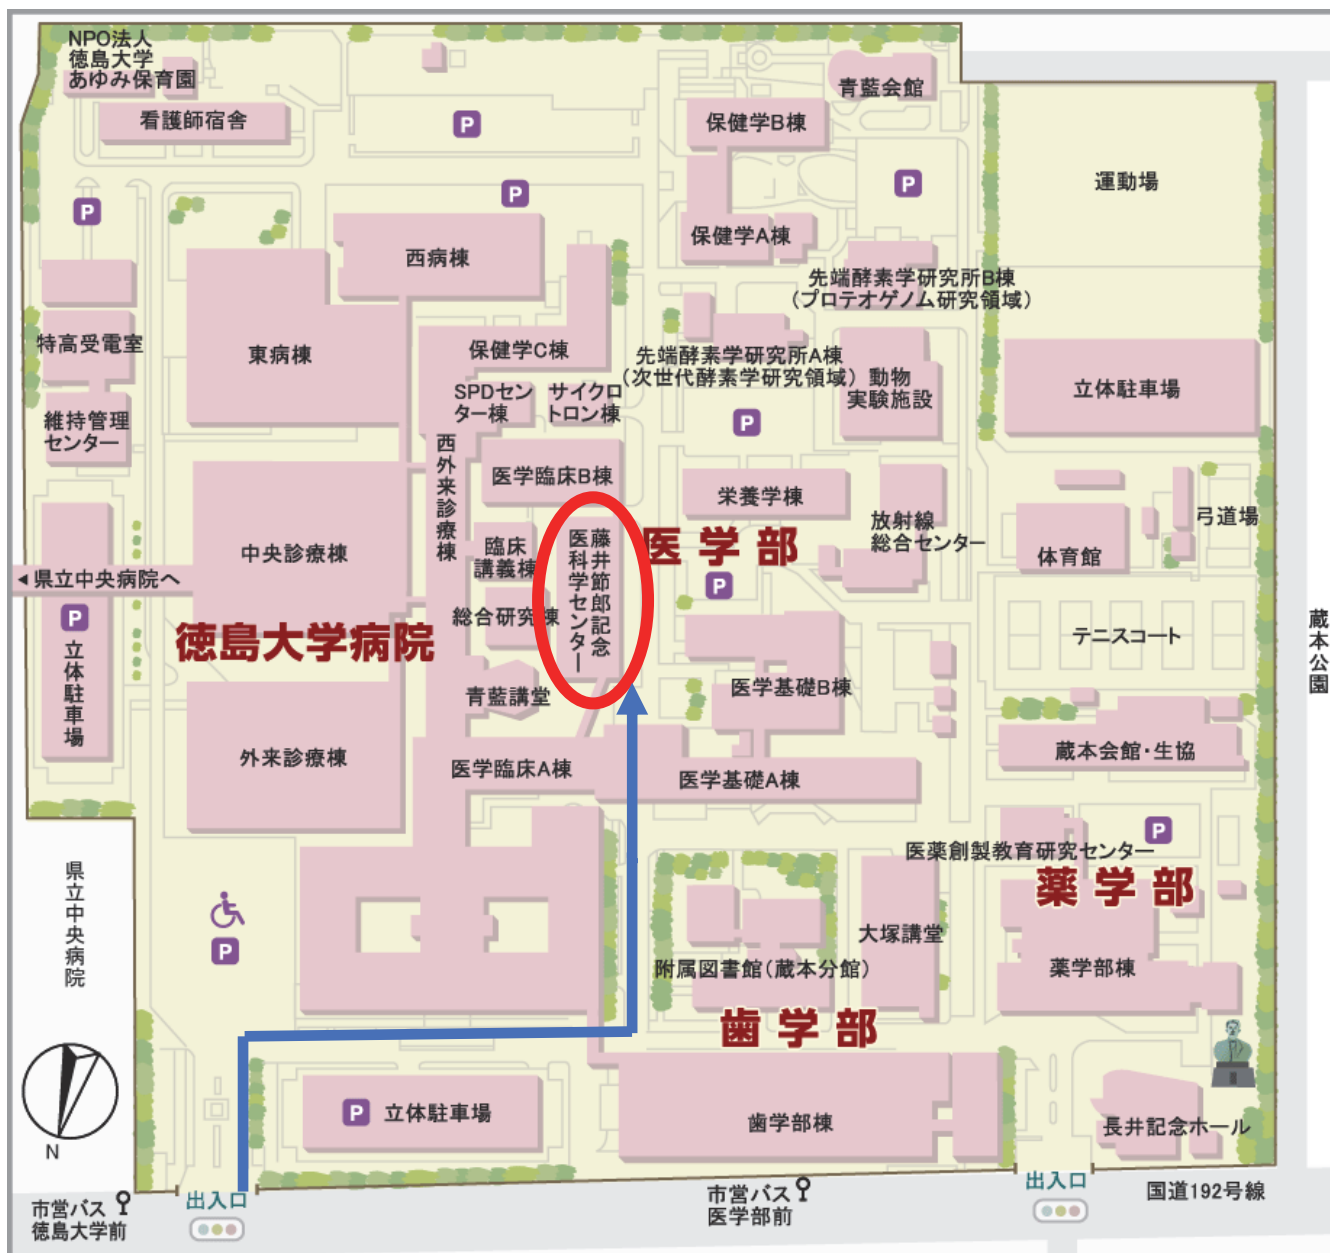 NPO法人
徳島大学
あゆみ保育園
看護師宿舎
P
青藍会館
保健学B棟
P
P
P
運動場
保健学A棟
西病棟
先端酵素学研究所B棟
(プロテオゲノム研究領域)
特高受電室
東病棟
保健学C棟
先端酵素学研究所A棟
(次世代酵素学研究領域)
動物
実験施設
立体駐車場
SPDセン
ター棟
サイクロ
トロン棟
維持管理
センター
P
西外来診療棟
医学臨床B棟
栄養学棟
放射線
総合センター
弓道場
体育館
中央診療棟
臨床
講義棟
藤井節郎記念
医科学センター
医学部
P
県立中央病院へ
P
立体駐車場
徳島大学病院
総合研究棟
テニスコート
蔵本公園
青藍講堂
医学基礎B棟
外来診療棟
医学臨床A棟
医学基礎A棟
蔵本会館・生協
P
医薬創製教育研究センター
薬学部
県立中央病院
P
大塚講堂
附属図書館(蔵本分館)
薬学部棟
歯学部
N
P
立体駐車場
歯学部棟
長井記念ホール
市営バス
徳島大学前
出入口
市営バス
医学部前
出入口
国道192号線